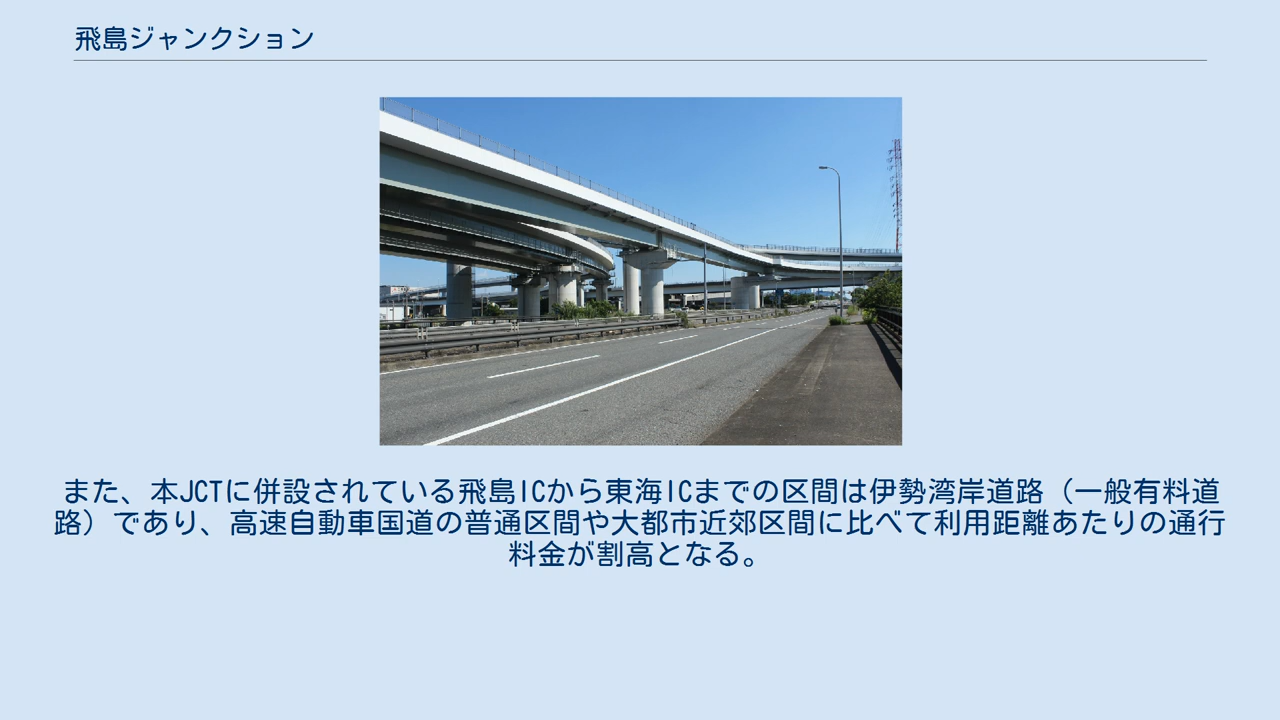 飛島ジャンクション
また、本JCTに併設されている飛島ICから東海ICまでの区間は伊勢湾岸道路（一般有料道
路）であり、高速自動車国道の普通区間や大都市近郊区間に比べて利用距離あたりの通行
料金が割高となる。